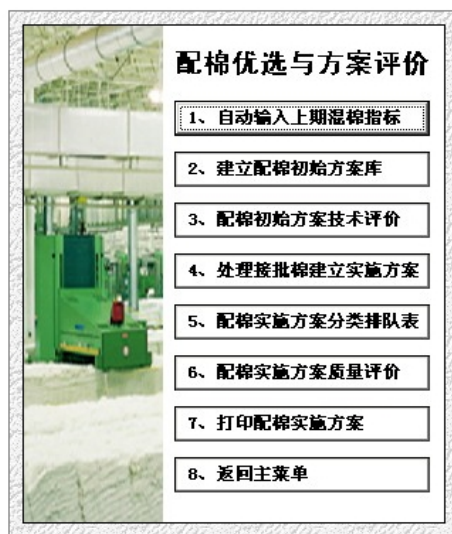 配棉优选与方案评价
1、自动输入上期混棉指标
2、建立配棉初始方案库
3、配棉初始方案技术评价
4、处理接批棉建立实施方案
5、配棉实施方案分类排队表
6、配棉实施方案质量评价
7、打印配棉实施方案
8、返回主菜单